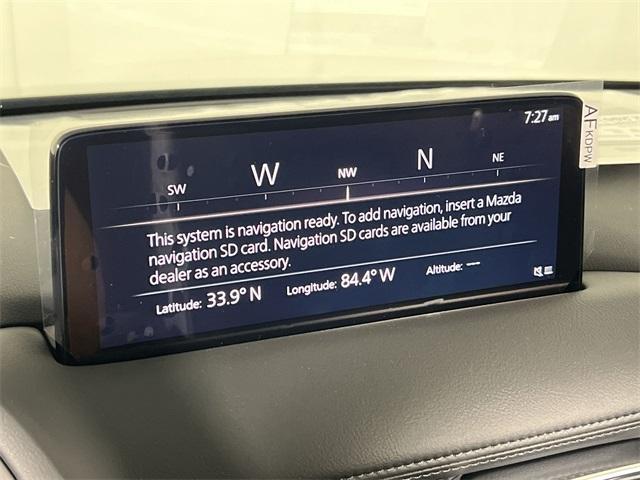 7:27 am
SW W NW N NE
This system is navigation ready. To add navigation, insert a Mazda
navigation SD card. Navigation SD cards are available from your
dealer as an accessory.
Latitude: 33.9° N Longitude: 84.4° W Altitude: ---
AFKDPW